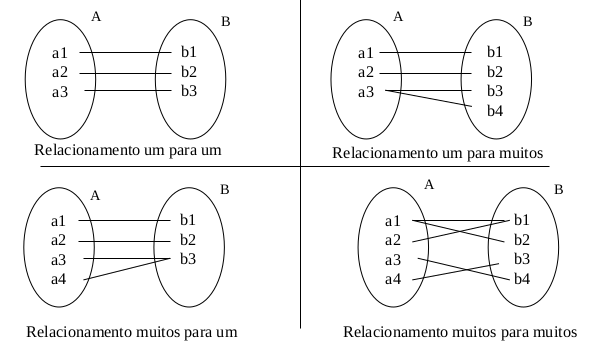 A
B
a1 b1
a2 b2
a3 b3
Relacionamento um para um
A
B
a1 b1
a2 b2
a3 b3
b4
Relacionamento um para muitos
A
B
a1 b1
a2 b2
a3 b3
a4
Relacionamento muitos para um
A
B
a1 b1
a2 b2
a3 b3
a4 b4
Relacionamento muitos para muitos